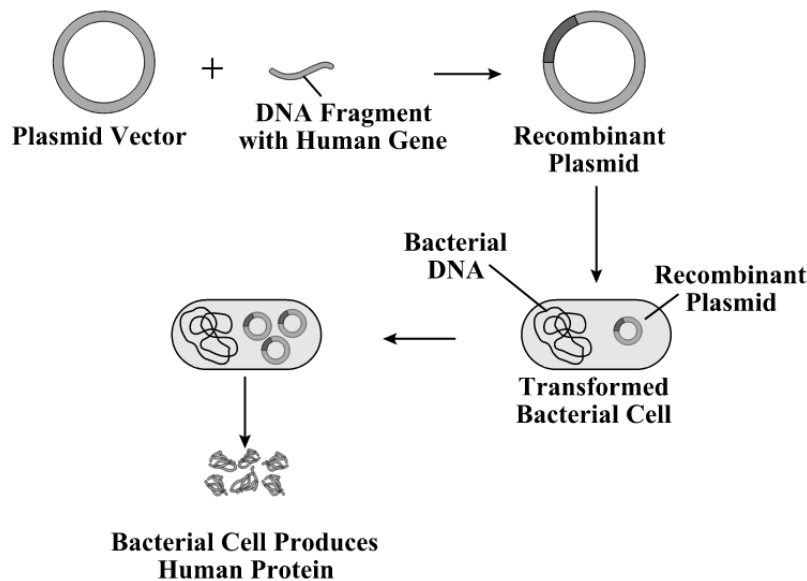 Plasmid Vector
+
DNA Fragment
with Human Gene
Recombinant
Plasmid
Bacterial
DNA
Recombinant
Plasmid
Transformed
Bacterial Cell
Bacterial Cell Produces
Human Protein